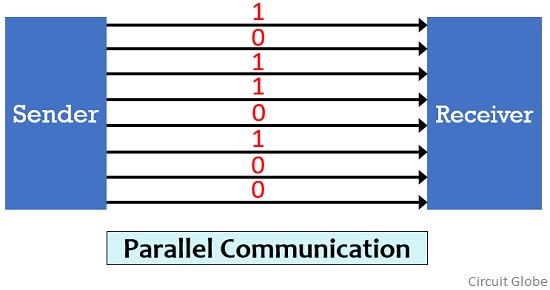 1
0
1
1
0
1
0
0
Sender
Receiver
Parallel Communication
Circuit Globe